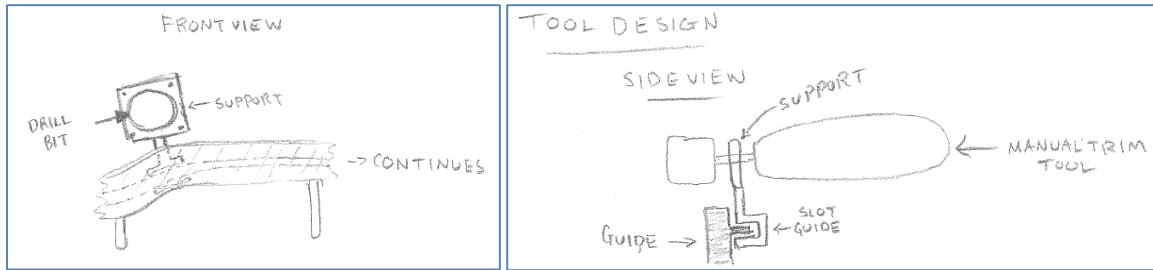 FRONT VIEW
DRILL
BIT
SUPPORT
CONTINUES
TOOL DESIGN
SIDE VIEW
SUPPORT
MANUAL TRIM
TOOL
SLOT
GUIDE
GUIDE